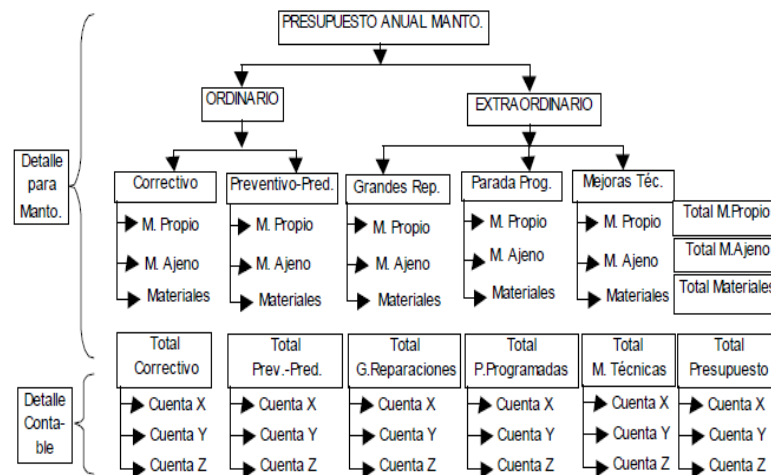 PRESUPUESTO ANUAL MANTO.
ORDINARIO
EXTRAORDINARIO
Detalle
para
Manto.
Correctivo
Preventivo-Pred.
Grandes Rep.
Parada Prog.
Mejoras Téc.
M. Propio
M. Propio
M. Propio
M. Propio
M. Propio
Total M.Propio
M. Ajeno
M. Ajeno
M. Ajeno
M. Ajeno
M. Ajeno
Total M.Ajeno
Materiales
Materiales
Materiales
Materiales
Materiales
Total Materiales
Total
Correctivo
Total
Prev.-Pred.
Total
G.Reparaciones
Total
P.Programadas
Total
M. Técnicas
Total
Presupuesto
Detalle
Conta-
ble
Cuenta X
Cuenta X
Cuenta X
Cuenta X
Cuenta X
Cuenta X
Cuenta Y
Cuenta Y
Cuenta Y
Cuenta Y
Cuenta Y
Cuenta Y
Cuenta Z
Cuenta Z
Cuenta Z
Cuenta Z
Cuenta Z
Cuenta Z